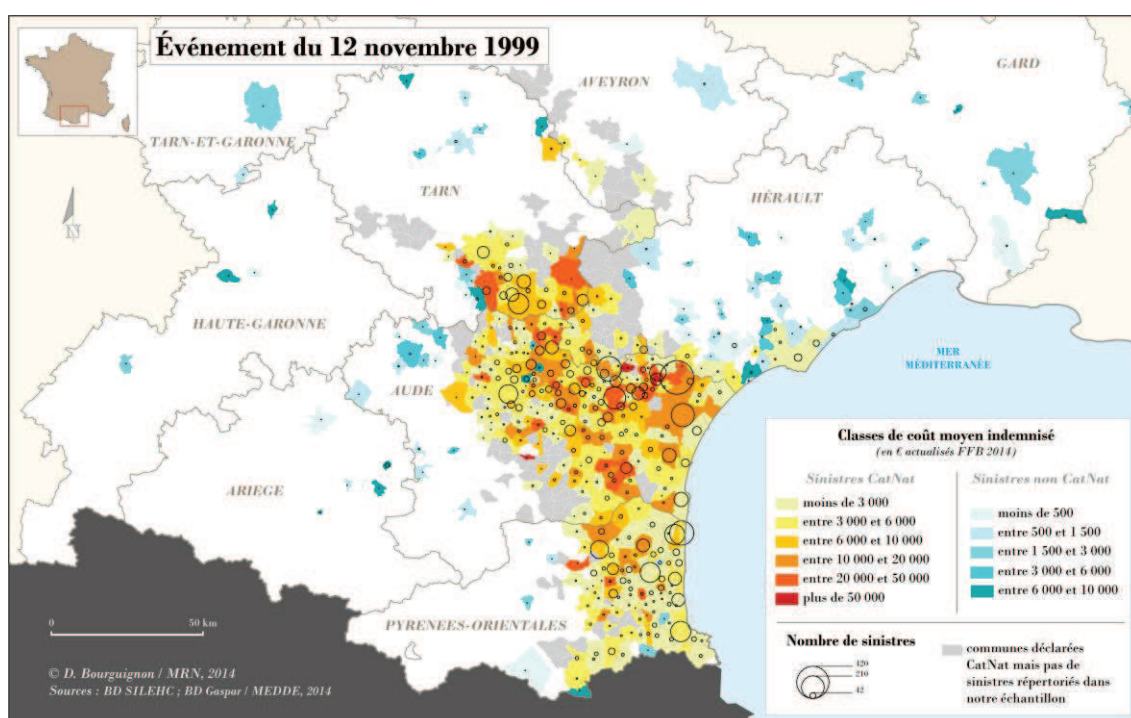 Événement du 12 novembre 1999
AVEYRON
GARD
TARN-ET-GARONNE
TARN
HÉRAULT
N
HAUTE-GARONNE
MER
MÉDITERRANÉE
AUDE
ARIEGE
PYRENEES-ORIENTALES
0
50 km
© D. Bourguignon / MRN, 2014
Sources : BD SILEHC ; BD Gaspar / MEDDE, 2014
Classes de coût moyen indemnisé
(en € actualisés FFB 2014)
Sinistres CatNat
moins de 3 000
entre 3 000 et 6 000
entre 6 000 et 10 000
entre 10 000 et 20 000
entre 20 000 et 50 000
plus de 50 000
Sinistres non CatNat
moins de 500
entre 500 et 1 500
entre 1 500 et 3 000
entre 3 000 et 6 000
entre 6 000 et 10 000
Nombre de sinistres
420
210
42
communes déclarées
CatNat mais pas de
sinistres répertoriés dans
notre échantillon